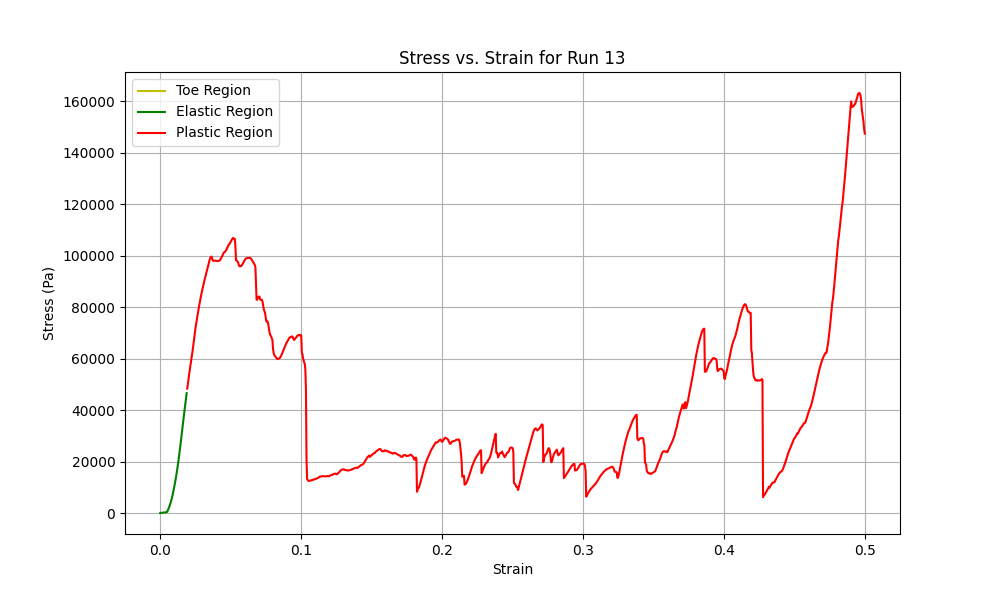 Stress vs. Strain for Run 13
Toe Region
Elastic Region
Plastic Region
Stress (Pa)
160000
140000
120000
100000
80000
60000
40000
20000
0
0.0 0.1 0.2 0.3 0.4 0.5
Strain